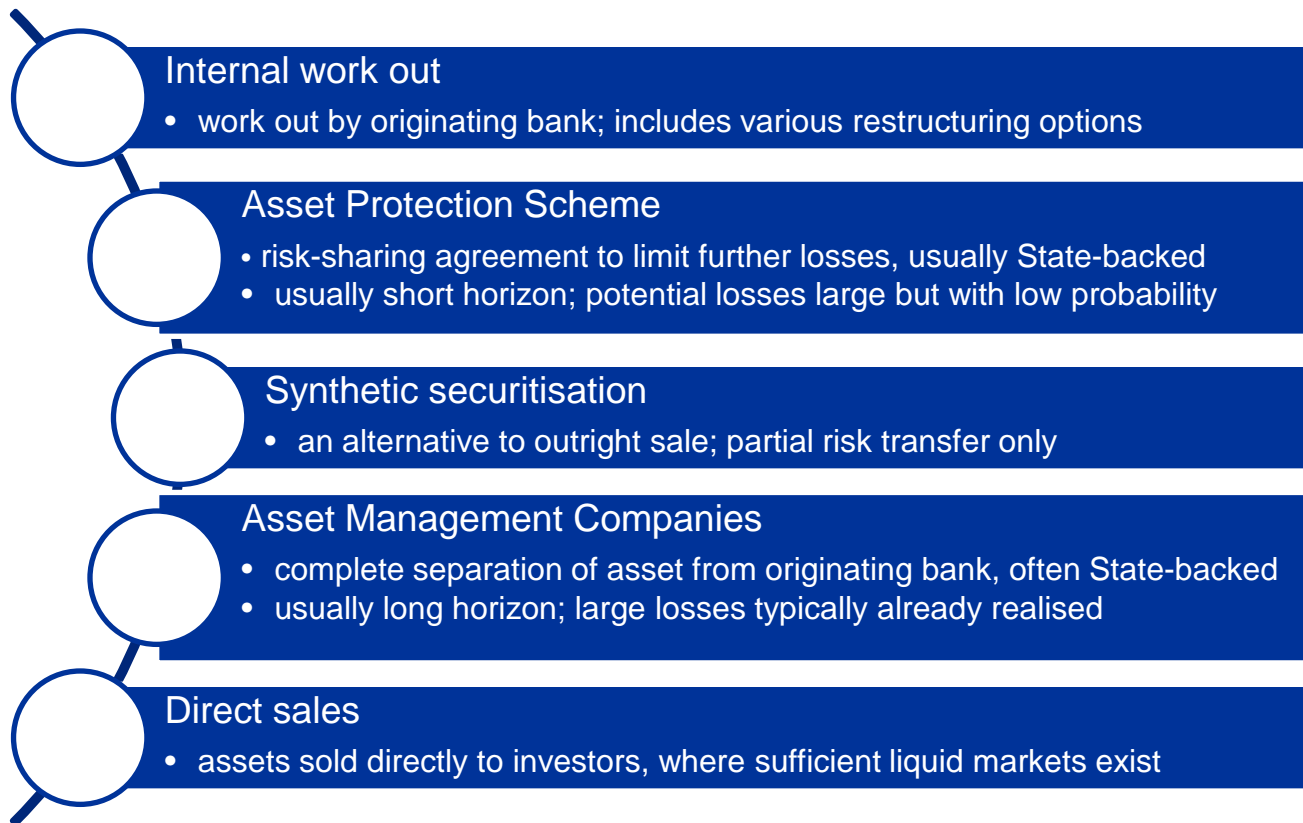 Internal work out
• work out by originating bank; includes various restructuring options
Asset Protection Scheme
• risk-sharing agreement to limit further losses, usually State-backed
• usually short horizon; potential losses large but with low probability
Synthetic securitisation
• an alternative to outright sale; partial risk transfer only
Asset Management Companies
• complete separation of asset from originating bank, often State-backed
• usually long horizon; large losses typically already realised
Direct sales
• assets sold directly to investors, where sufficient liquid markets exist